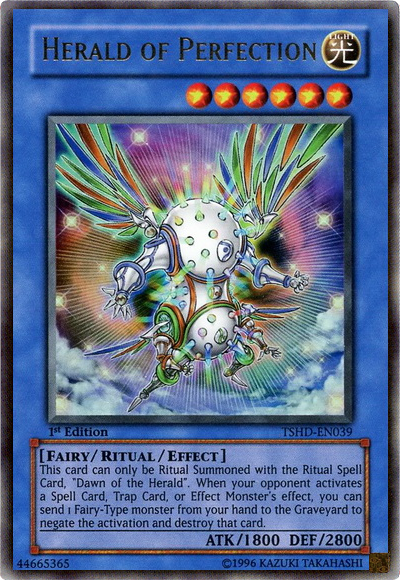 HERALD OF PERFECTION
LIGHT
光
1st Edition
TSHD-EN039
[FAIRY/RITUAL/EFFECT]
This card can only be Ritual Summoned with the Ritual Spell
Card, "Dawn of the Herald". When your opponent activates
a Spell Card, Trap Card, or Effect Monster's effect, you can
send 1 Fairy-Type monster from your hand to the Graveyard to
negate the activation and destroy that card.
ATK/1800 DEF/2800
44665365
©1996 KAZUKI TAKAHASHI